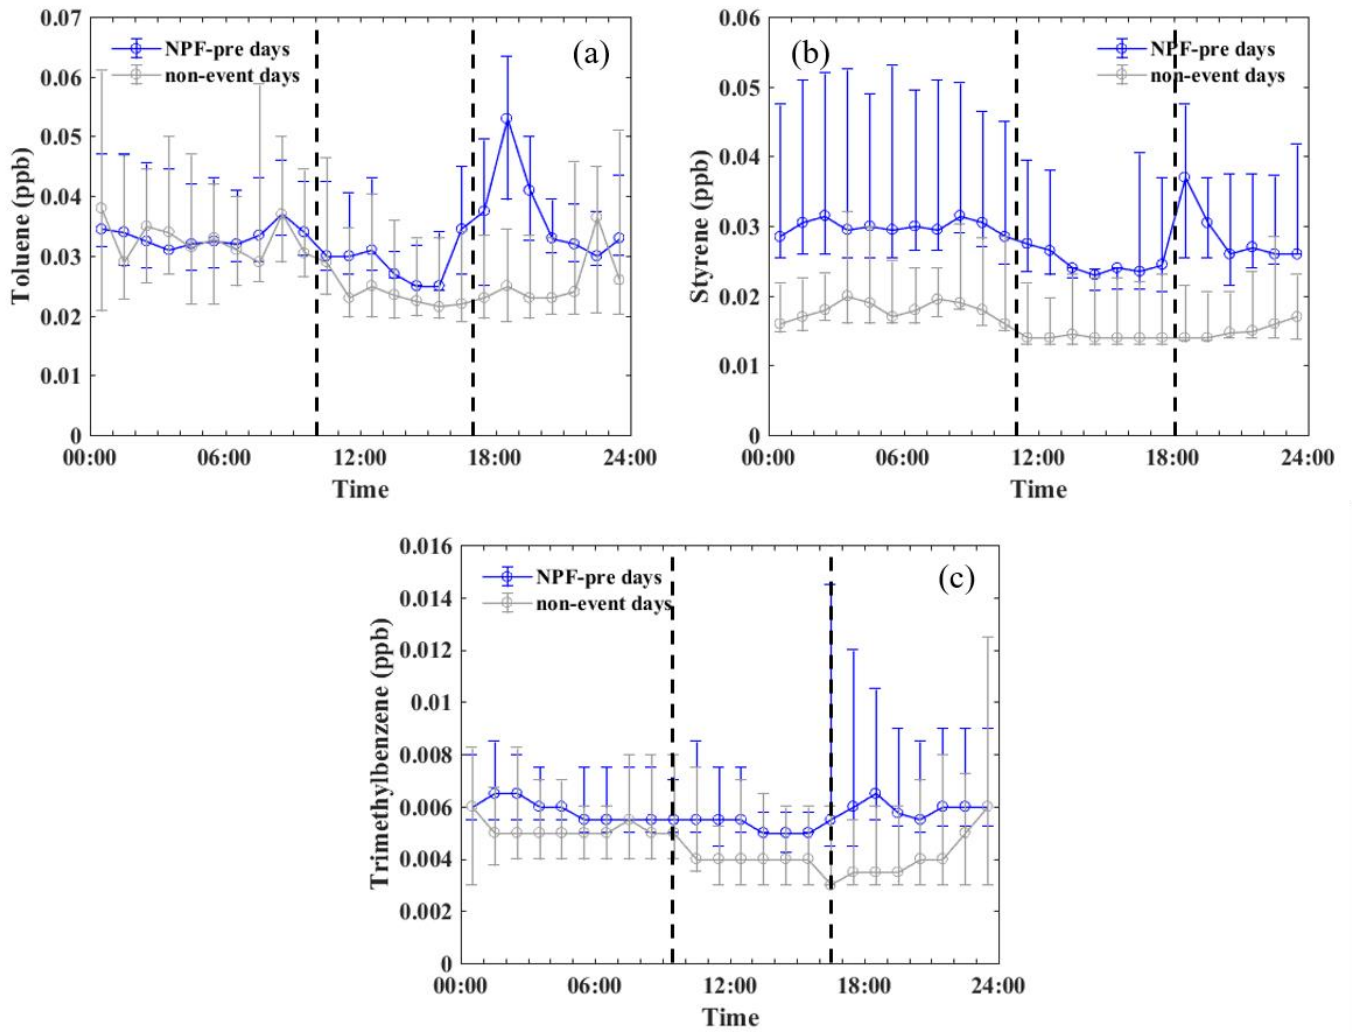 0.07
0.06
0.05
0.04
0.03
0.02
0.01
0
Toluene (ppb)
NPF-pre days
non-event days
(a)
00:00 06:00 12:00 18:00 24:00
Time
0.06
0.05
0.04
0.03
0.02
0.01
0
Styrene (ppb)
(b)
NPF-pre days
non-event days
00:00 06:00 12:00 18:00 24:00
Time
0.016
0.014
0.012
0.01
0.008
0.006
0.004
0.002
0
Trimethylbenzene (ppb)
NPF-pre days
non-event days
(c)
00:00 06:00 12:00 18:00 24:00
Time